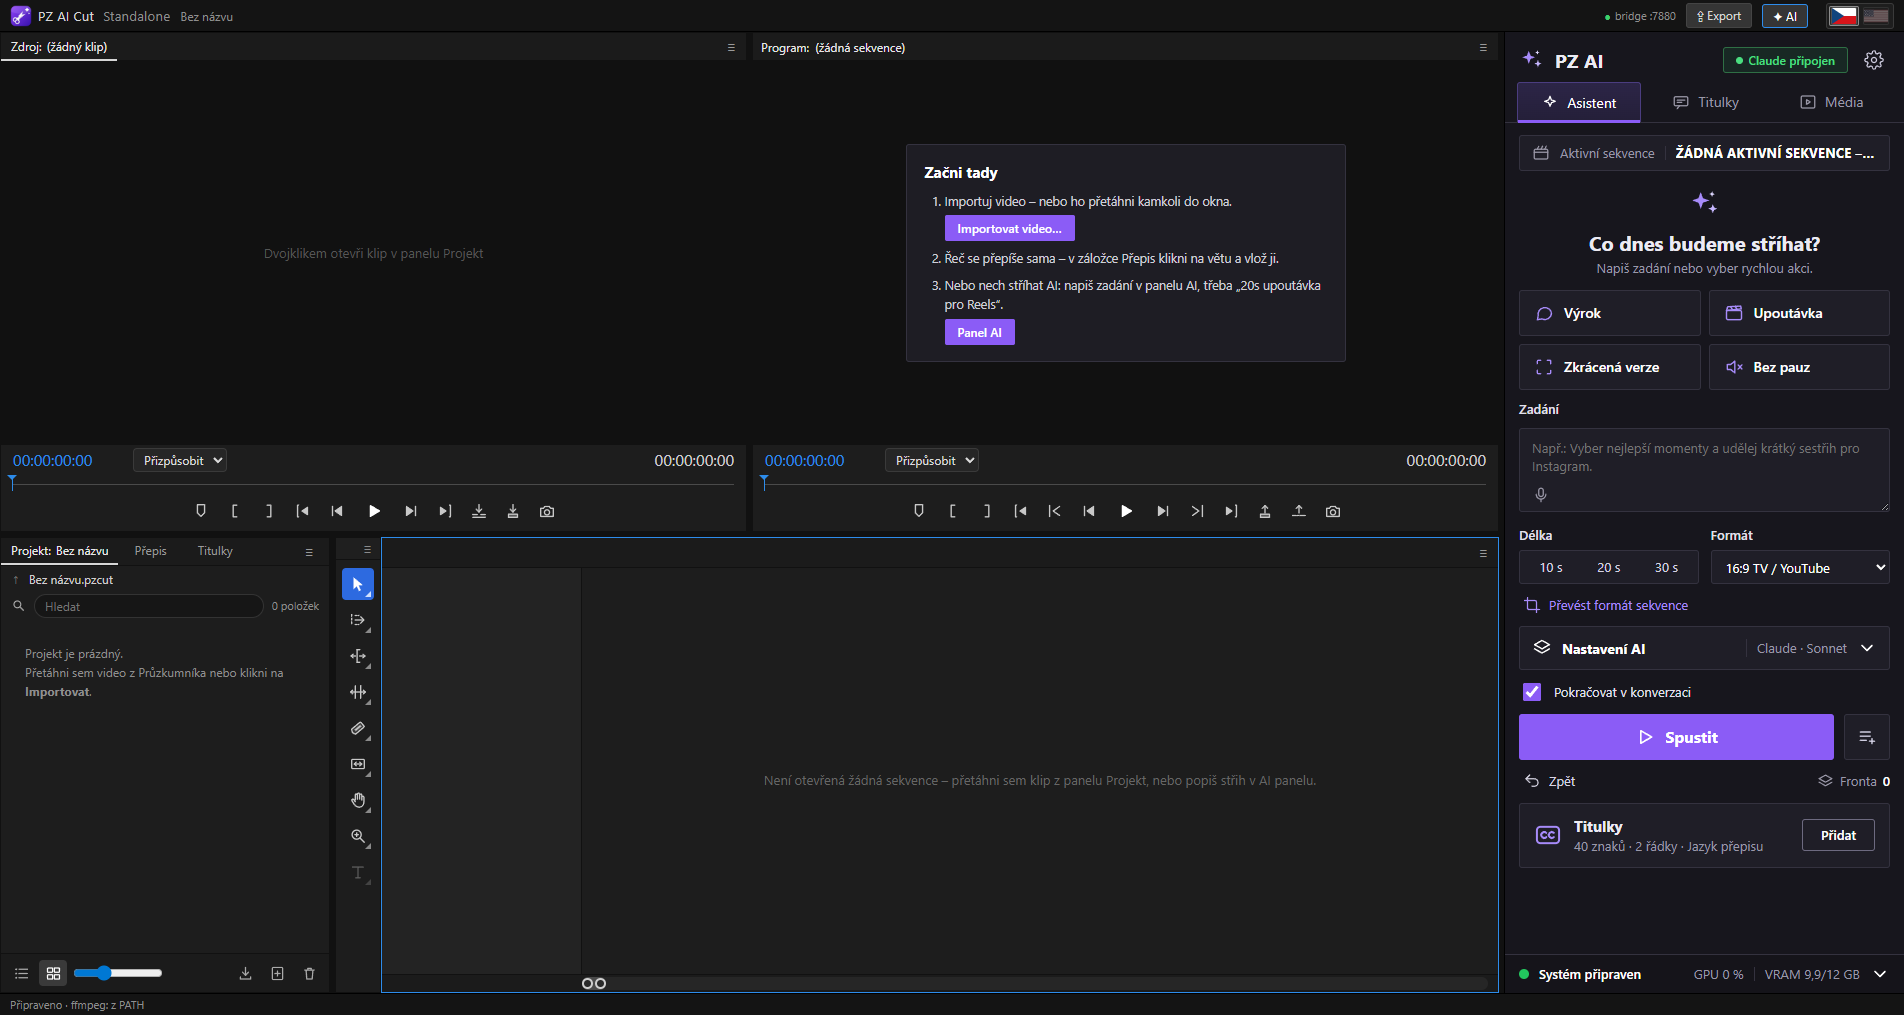 PZ AI Cut Standalone Bez názvu
bridge :7880 Export AI
Zdroj: (žádný klip)
Program: (žádná sekvence)
Dvojklikem otevři klip v panelu Projekt
Začni tady
1. Importuj video – nebo ho přetáhni kamkoli do okna.
Importovat video...
2. Řeč se přepíše sama – v záložce Přepis klikni na větu a vlož ji.
3. Nebo nech stříhat AI: napiš zadání v panelu AI, třeba „20s upoutávka
pro Reels“.
Panel AI
00:00:00:00 Přizpůsobit 00:00:00:00
00:00:00:00 Přizpůsobit 00:00:00:00
Projekt: Bez názvu Přepis Titulky
Bez názvu.pzcut
Hledat 0 položek
Projekt je prázdný.
Přetáhni sem video z Průzkumníka nebo klikni na
Importovat.
Není otevřená žádná sekvence – přetáhni sem klip z panelu Projekt, nebo popiš střih v AI panelu.
Připraveno · ffmpeg: z PATH
PZ AI Claude připojen
Asistent Titulky Média
Aktivní sekvence ŽÁDNÁ AKTIVNÍ SEKVENCE –...
Co dnes budeme stříhat?
Napiš zadání nebo vyber rychlou akci.
Výrok Upoutávka
Zkrácená verze Bez pauz
Zadání
Např.: Vyber nejlepší momenty a udělej krátký sestřih pro
Instagram.
Délka Formát
10 s 20 s 30 s 16:9 TV / YouTube
Převést formát sekvence
Nastavení AI Claude · Sonnet
Pokračovat v konverzaci
Spustit
Zpět Fronta 0
CC Titulky
40 znaků · 2 řádky · Jazyk přepisu
Přidat
Systém připraven GPU 0 % VRAM 9,9/12 GB